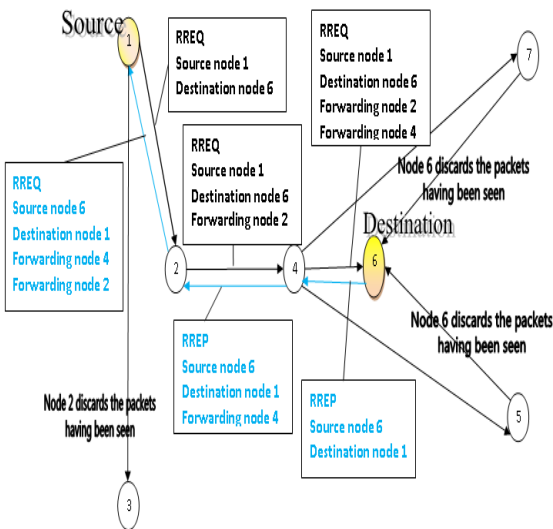 Source
1
RREQ
Source node 1
Destination node 6
RREQ
Source node 1
Destination node 6
Forwarding 2
Forwarding 4
7
RREQ
Source node 1
Destination node 6
Forwarding node 2
Node 6 discards the packets
having been seen
RREQ
Source node 6
Destination node 1
Forwarding node 4
Forwarding node 2
Destination
2
4
6
Node 6 discards the packets
having been seen
RREP
Source node 6
Destination node 1
Forwarding node 4
RREP
Source node 6
Destination node 1
Node 2 discards the packets
having been seen
5
3